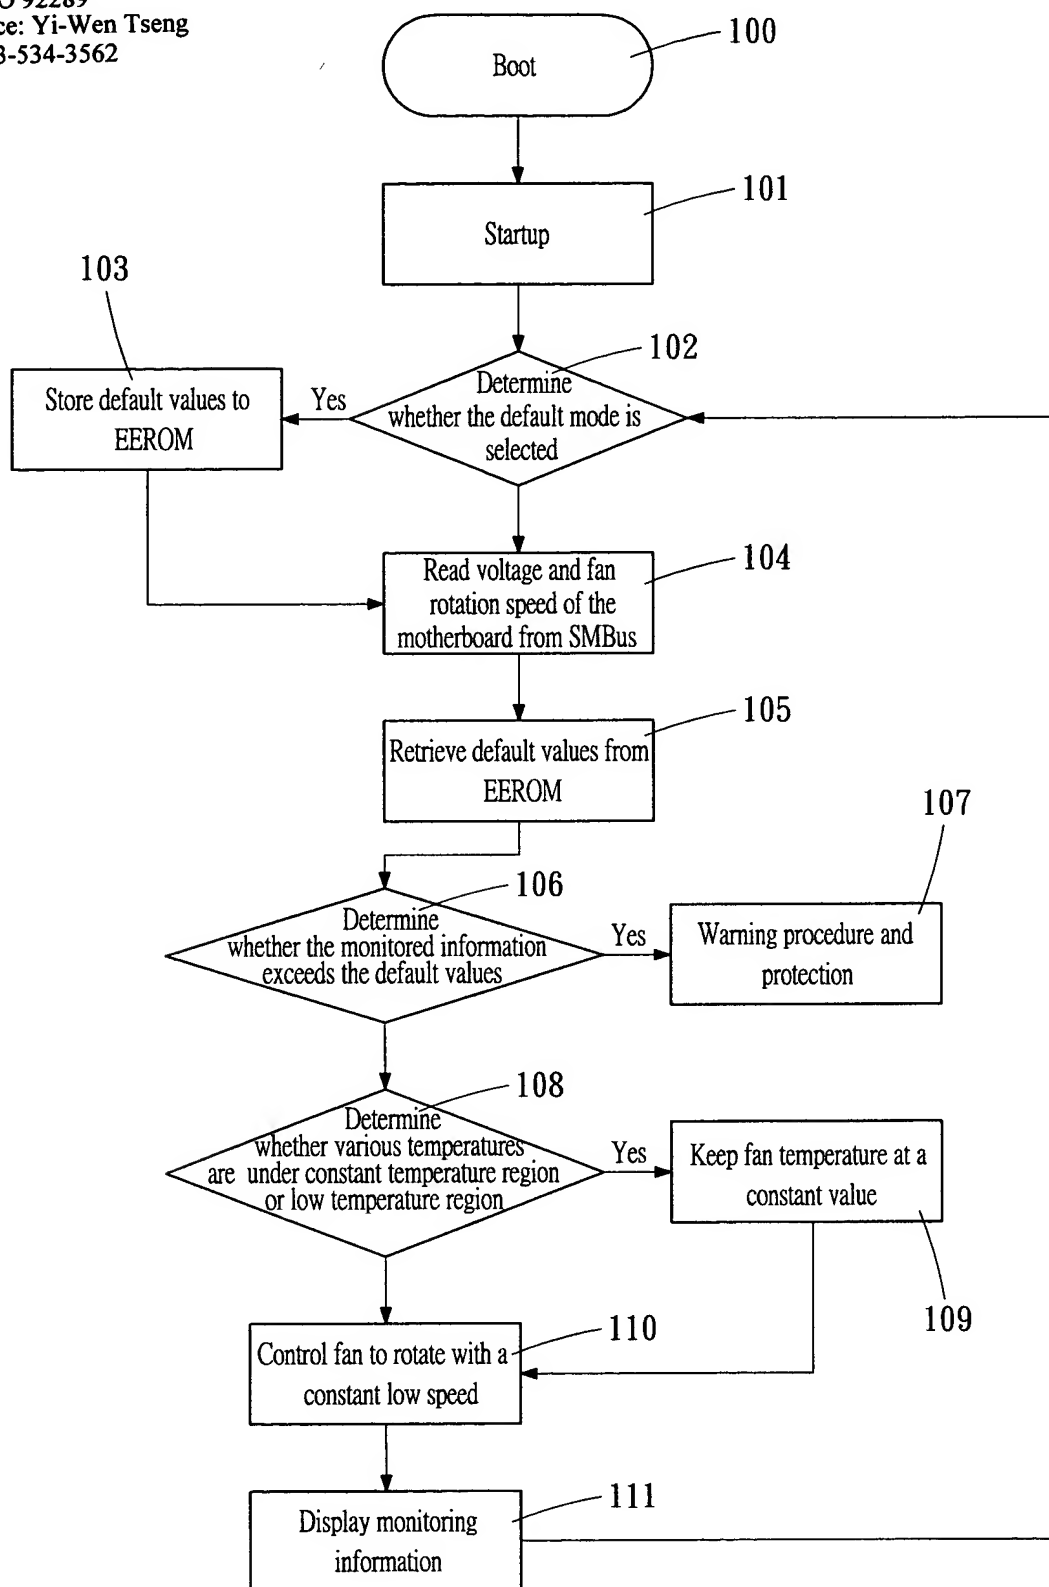 ce: Yi-Wen Tseng
3-534-3562
Boot
100
Startup
101
103
Store default values to
EEROM
Yes
Determine
whether the default mode is
selected
102
Read voltage and fan
rotation speed of the
motherboard from SMBus
104
Retrieve default values from
EEROM
105
Determine
whether the monitored information
exceeds the default values
106
Yes
Warning procedure and
protection
107
Determine
whether various temperatures
are under constant temperature region
or low temperature region
108
Yes
Keep fan temperature at a
constant value
109
Control fan to rotate with a
constant low speed
110
Display monitoring
information
111